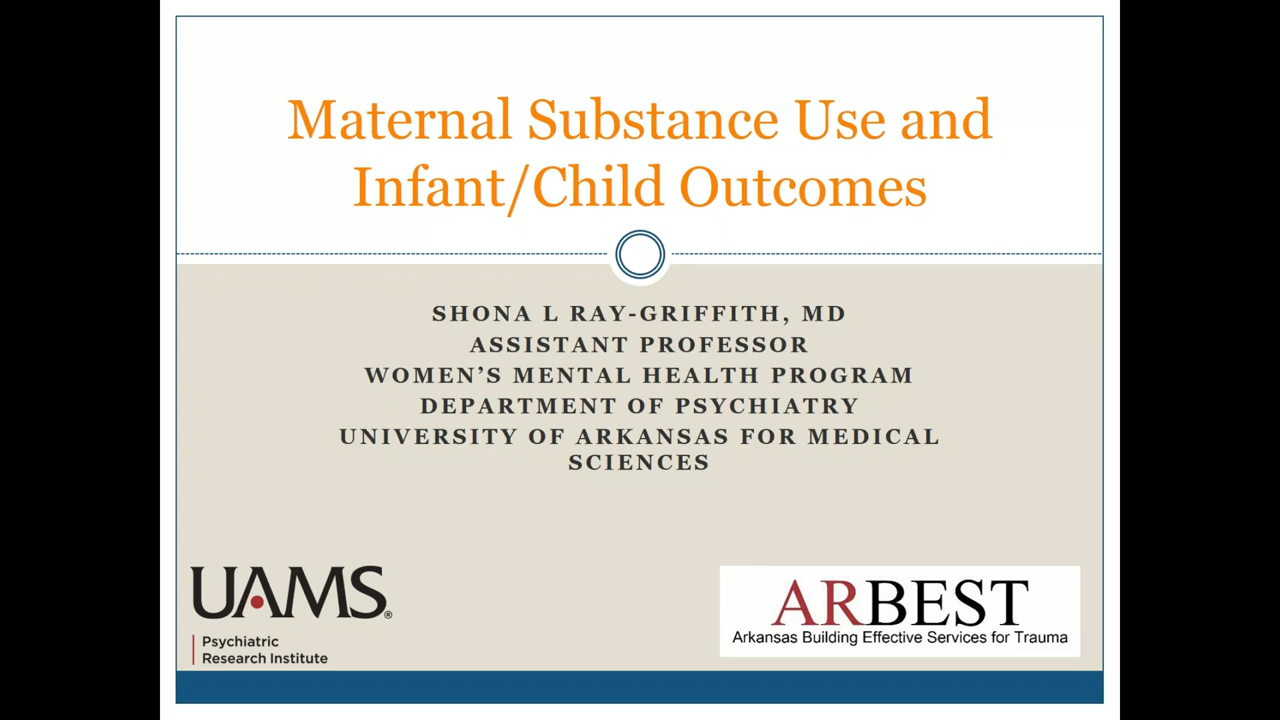 Maternal Substance Use and
Infant/Child Outcomes
SHONA L RAY-GRIFFITH, MD
ASSISTANT PROFESSOR
WOMEN’S MENTAL HEALTH PROGRAM
DEPARTMENT OF PSYCHIATRY
UNIVERSITY OF ARKANSAS FOR MEDICAL
SCIENCES
UAMS®
Psychiatric
Research Institute
ARBEST
Arkansas Building Effective Services for Trauma